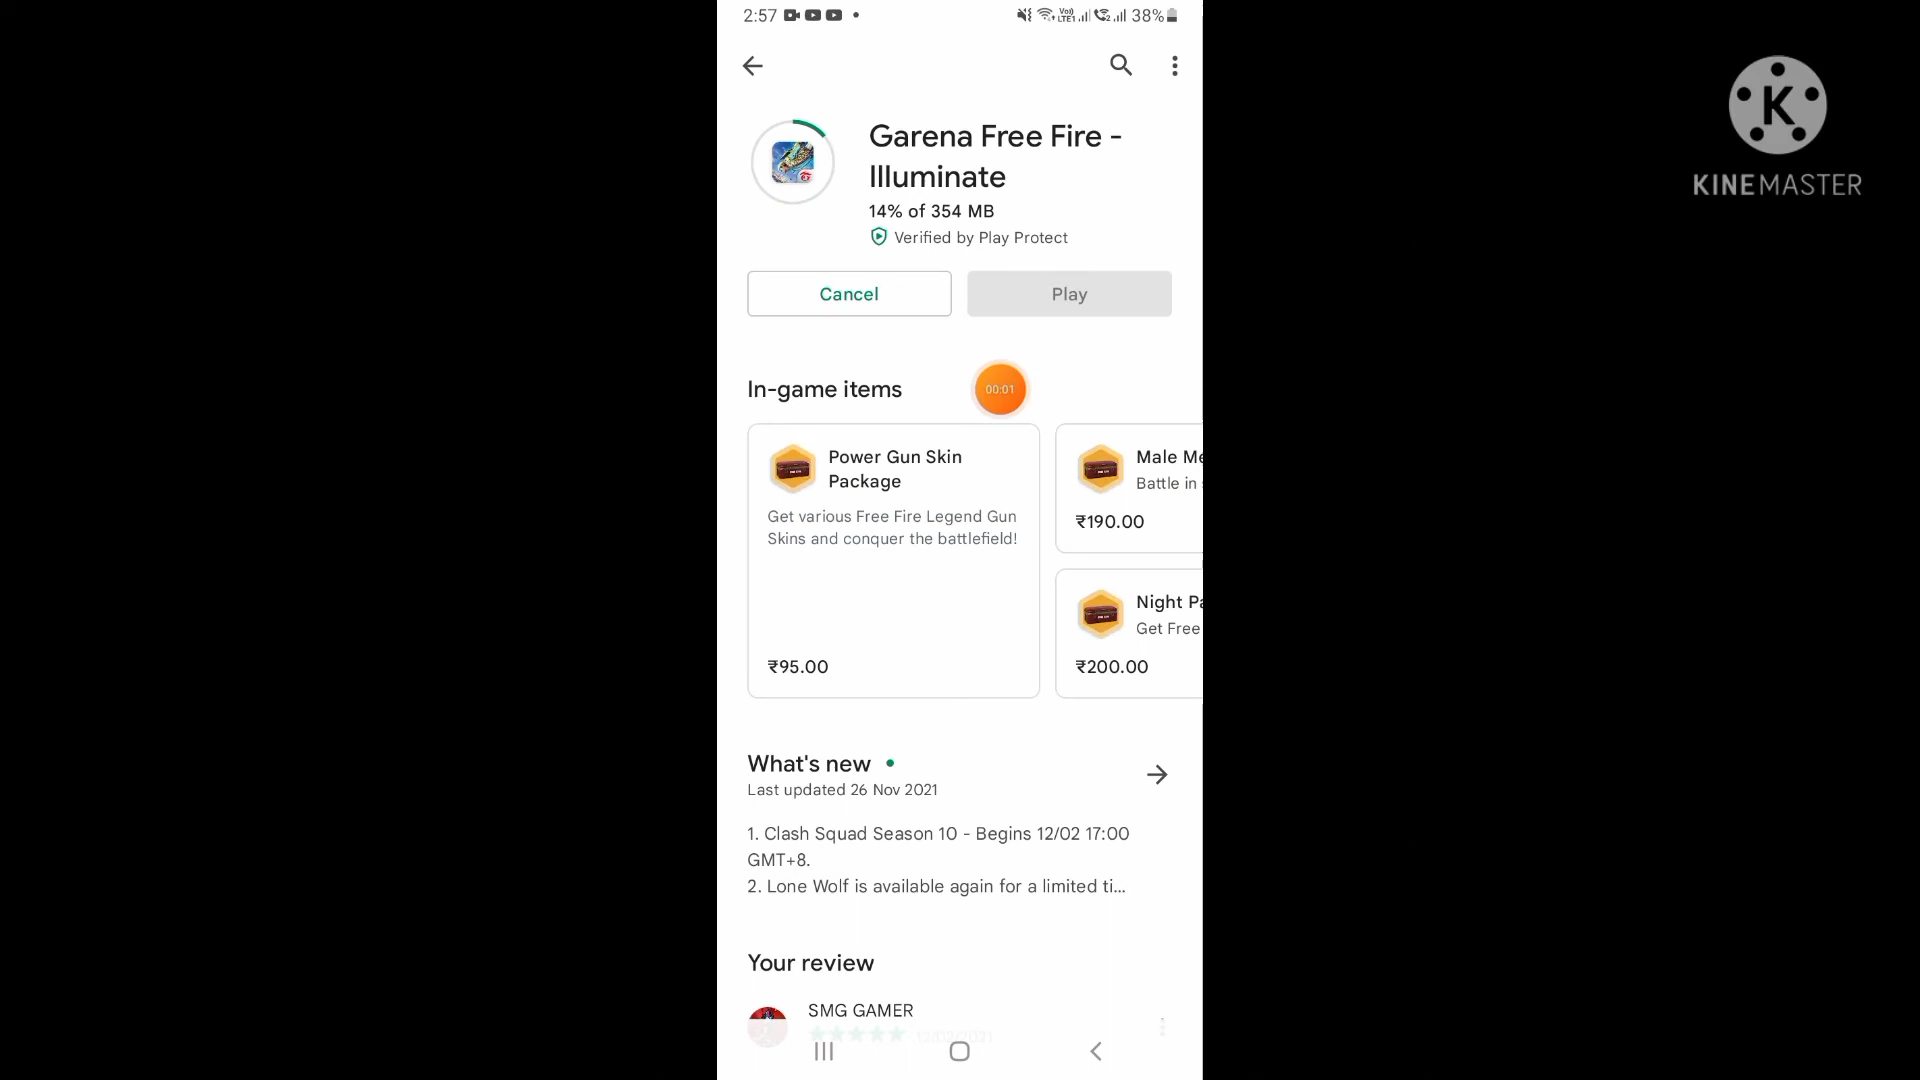 2:57
Vo)) LTE1
38%
KINEMASTER
Garena Free Fire -
Illuminate
14% of 354 MB
Verified by Play Protect
Cancel
Play
In-game items
00:01
Power Gun Skin
Package
Get various Free Fire Legend Gun
Skins and conquer the battlefield!
₹95.00
Male Me
Battle in
₹190.00
Night Pa
Get Free
₹200.00
What's new
Last updated 26 Nov 2021
1. Clash Squad Season 10 - Begins 12/02 17:00
GMT+8.
2. Lone Wolf is available again for a limited ti...
Your review
SMG GAMER